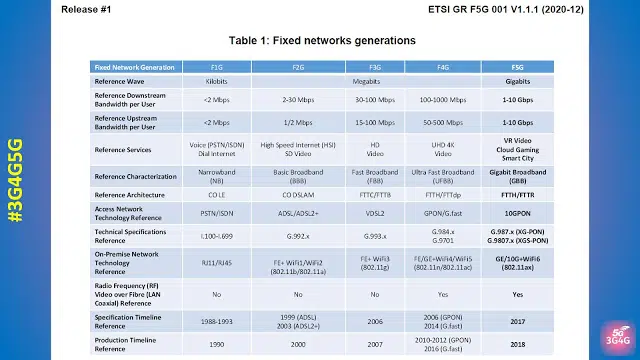 Release #1
ETSI GR F5G 001 V1.1.1 (2020-12)
Table 1: Fixed networks generations
Fixed Network Generation F1G F2G F3G F4G F5G
Reference Wave Kilobits Megabits Gigabits
Reference Downstream
Bandwidth per User <2 Mbps 2-30 Mbps 30-100 Mbps 100-1000 Mbps 1-10 Gbps
Reference Upstream
Bandwidth per User <2 Mbps 1/2 Mbps 15-100 Mbps 50-500 Mbps 1-10 Gbps
Reference Services
Voice (PSTN/ISDN)
Dial Internet
High Speed Internet (HSI)
SD Video
HD
Video
UHD 4K
Video
VR Video
Cloud Gaming
Smart City
Reference Characterization
Narrowband
(NB)
Basic Broadband
(BBB)
Fast Broadband
(FBB)
Ultra Fast Broadband
(UFBB)
Gigabit Broadband
(GBB)
Reference Architecture CO LE CO DSLAM FTTC/FTTB FTTH/FTTdp FTTH/FTTR
Access Network
Technology Reference PSTN/ISDN ADSL/ADSL2+ VDSL2 GPON/G.fast 10GPON
Technical Specifications
Reference
I.100-I.699
G.992.x
G.993.x
G.984.x
G.9701
G.987.x (XG-PON)
G.9807.x (XGS-PON)
On-Premise Network
Technology
Reference
RJ11/RJ45
FE+ WiFi1/WiFi2
(802.11b/802.11a)
FE+ WiFi3
(802.11g)
FE/GE+WiFi4/WiFi5
(802.11n/802.11ac)
GE/10G+WiFi6
(802.11ax)
Radio Frequency (RF)
Video over Fibre (LAN
Coaxial) Reference
No No No Yes Yes
Specification Timeline
Reference
1988-1993
1999 (ADSL)
2003 (ADSL2+)
2006
2006 (GPON)
2014 (G.fast)
2017
Production Timeline
Reference
1990
2000
2007
2010-2012 (GPON)
2016 (G.fast)
2018
#3G4G5G
5G
3G4G